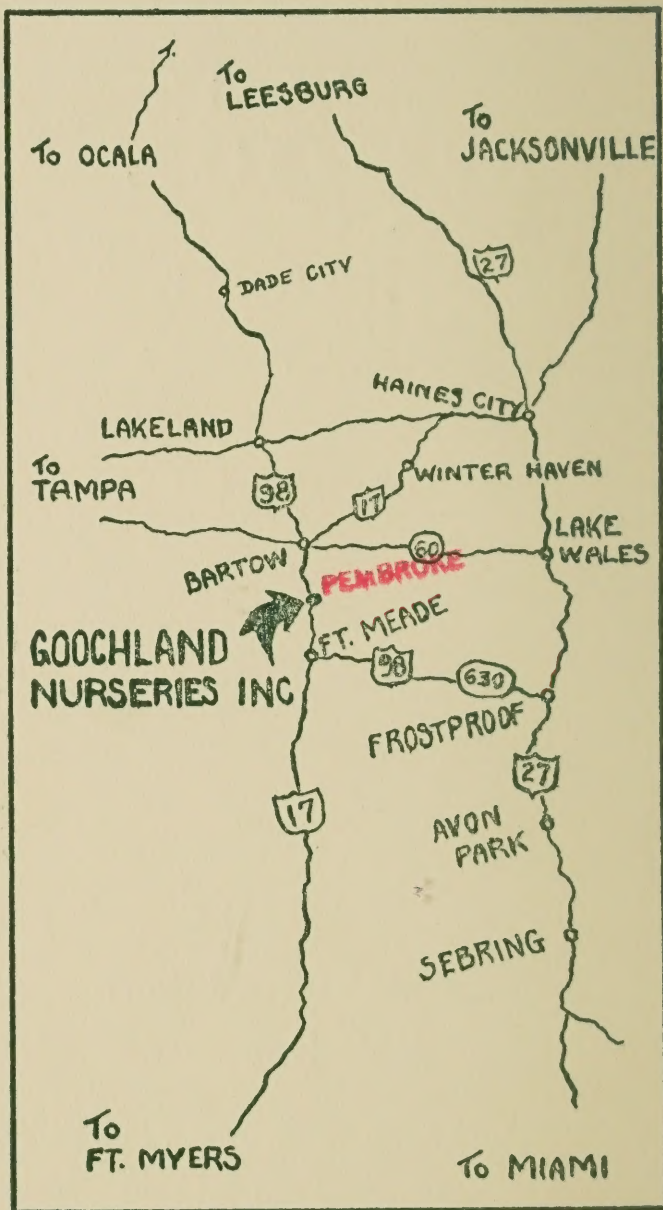 To
LEESBURG
To
JACKSONVILLE
To OCALA
27
DADE CITY
HAINES CITY
LAKELAND
To
TAMPA
98
17
WINTER HAVEN
BARTOW
60
LAKE
WALES
PEMBROKE
GOOCHLAND
NURSERIES INC
FT. MEADE
98
630
FROSTPROOF
17
27
AVON
PARK
SEBRING
To
FT. MYERS
To MIAMI